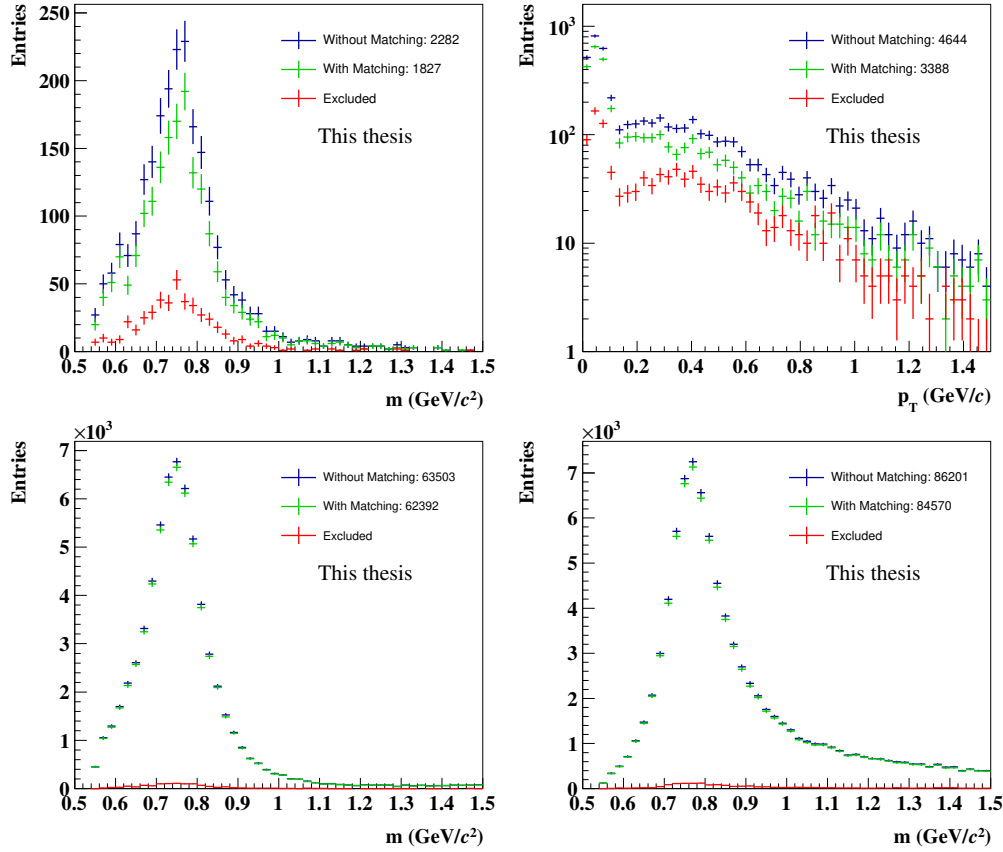 Entries
250
200
150
100
50
0
Without Matching: 2282
With Matching: 1827
Excluded
This thesis
0.5 0.6 0.7 0.8 0.9 1 1.1 1.2 1.3 1.4 1.5
m (GeV/c²)
Entries
10³
10²
10
1
Without Matching: 4644
With Matching: 3388
Excluded
This thesis
0 0.2 0.4 0.6 0.8 1 1.2 1.4
p_T (GeV/c)
×10³
Entries
7
6
5
4
3
2
1
0
Without Matching: 63503
With Matching: 62392
Excluded
This thesis
0.5 0.6 0.7 0.8 0.9 1 1.1 1.2 1.3 1.4 1.5
m (GeV/c²)
×10³
Entries
7
6
5
4
3
2
1
0
Without Matching: 86201
With Matching: 84570
Excluded
This thesis
0.5 0.6 0.7 0.8 0.9 1 1.1 1.2 1.3 1.4 1.5
m (GeV/c²)